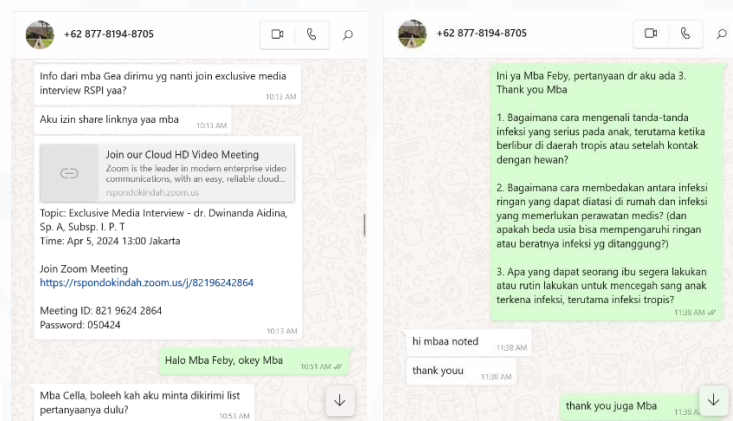 +62 877-8194-8705
Info dari mba Gea dirimu yg nanti join exclusive media
interview RSPI yaa?
10:13 AM
Aku izin share linknya yaa mba
10:13 AM
Join our Cloud HD Video Meeting
Zoom is the leader in modern enterprise video
communications, with an easy, reliable cloud...
rspondokindah.zoom.us
Topic: Exclusive Media Interview - dr. Dwinanda Aidina,
Sp. A, Subsp. I. P. T
Time: Apr 5, 2024 13:00 Jakarta
Join Zoom Meeting
https://rspondokindah.zoom.us/j/82196242864
Meeting ID: 821 9624 2864
Password: 050424
10:13 AM
Halo Mba Feby, okey Mba
10:51 AM
Mba Cella, boleeh kah aku minta dikirimi list
pertanyaanya dulu?
10:53 AM
+62 877-8194-8705
Ini ya Mba Feby, pertanyaan dr aku ada 3.
Thank you Mba
1. Bagaimana cara mengenali tanda-tanda
infeksi yang serius pada anak, terutama ketika
berlibur di daerah tropis atau setelah kontak
dengan hewan?
2. Bagaimana cara membedakan antara infeksi
ringan yang dapat diatasi di rumah dan infeksi
yang memerlukan perawatan medis? (dan
apakah beda usia bisa mempengaruhi ringan
atau beratnya infeksi yg ditanggung?)
3. Apa yang dapat seorang ibu segera lakukan
atau rutin lakukan untuk mencegah sang anak
terkena infeksi, terutama infeksi tropis?
11:38 AM
hi mbaa noted
11:38 AM
thank youu
11:38 AM
thank you juga Mba
11:38